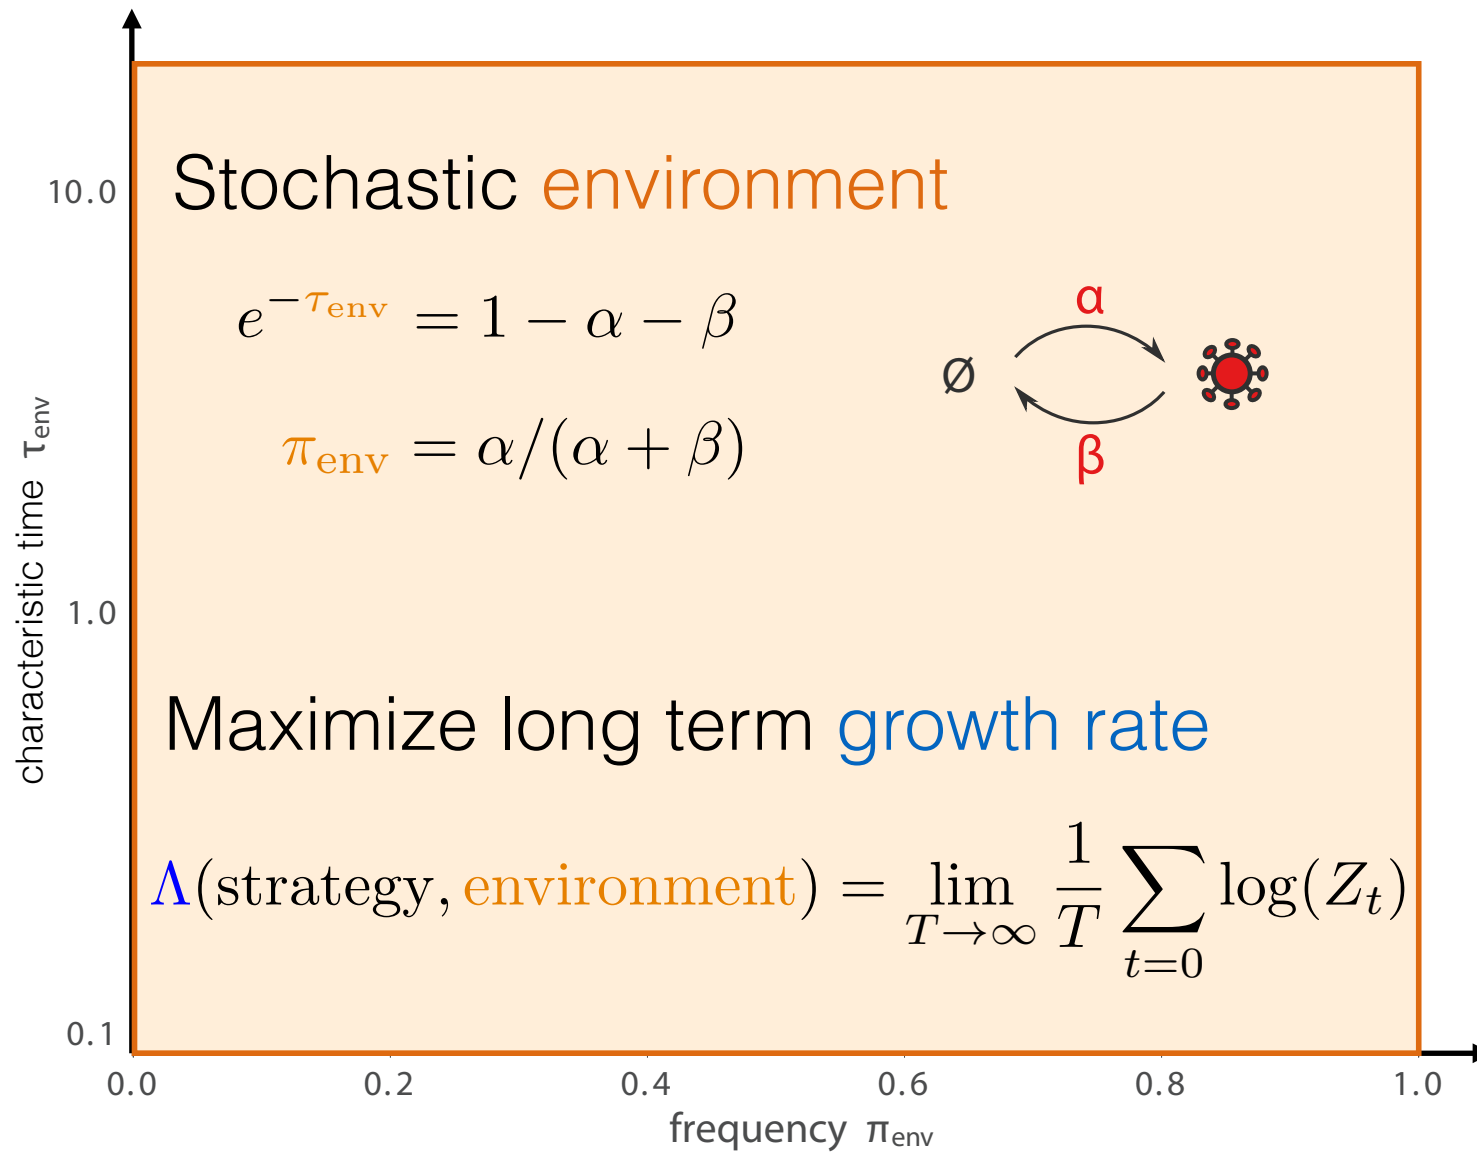 Stochastic environment
10.0
e^{-τ_env} = 1 − α − β
α
Ø
π_env = α/(α + β)
β
characteristic time τ_env
1.0
Maximize long term growth rate
Λ(strategy, environment) = lim_{T→∞} 1/T ∑_{t=0} log(Z_t)
0.1
0.0 0.2 0.4 0.6 0.8 1.0
frequency π_env